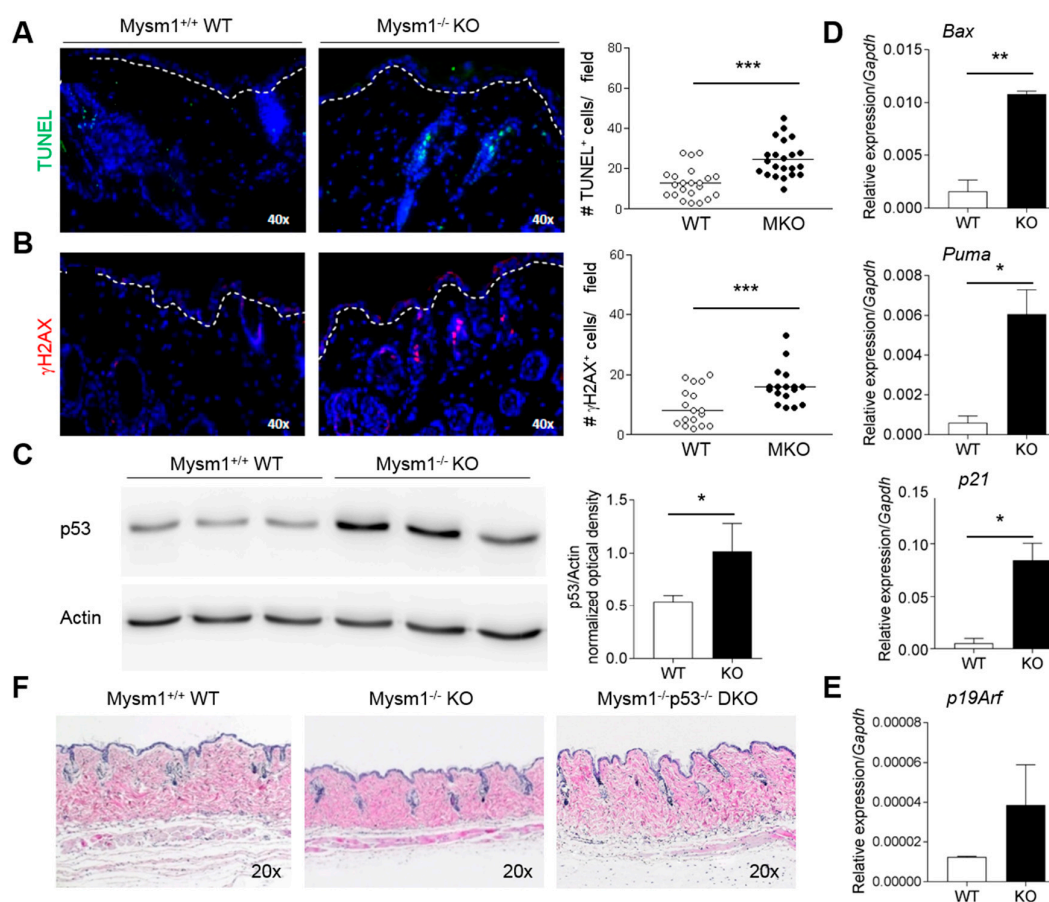 A
Mysm1+/+ WT
Mysm1-/- KO
TUNEL
40x
40x
# TUNEL+ cells/ field
80
60
40
20
0
***
WT
MKO
B
γH2AX
40x
40x
# γH2AX+ cells/ field
60
40
20
0
***
WT
MKO
C
Mysm1+/+ WT
Mysm1-/- KO
p53
Actin
p53/Actin
normalized optical density
1.5
1.0
0.5
0.0
*
WT
KO
D
Bax
Relative expression/Gapdh
0.015
0.010
0.005
0.000
**
WT
KO
Puma
Relative expression/Gapdh
0.008
0.006
0.004
0.002
0.000
*
WT
KO
p21
Relative expression/Gapdh
0.15
0.10
0.05
0.00
*
WT
KO
E
p19Arf
Relative expression/Gapdh
0.00008
0.00006
0.00004
0.00002
0.00000
WT
KO
F
Mysm1+/+ WT
Mysm1-/- KO
Mysm1-/-p53-/- DKO
20x
20x
20x